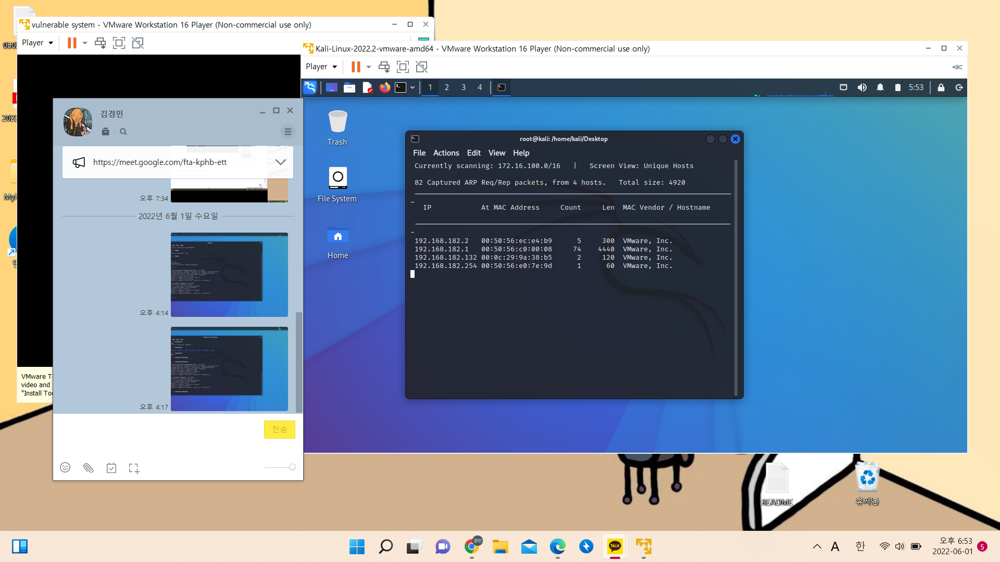 vulnerable system - VMware Workstation 16 Player (Non-commercial use only)
Player
Kali-Linux-2022.2-vmware-amd64 - VMware Workstation 16 Player (Non-commercial use only)
Player
1 2 3 4
5:53
Trash
File System
Home
root@kali: /home/kali/Desktop
File Actions Edit View Help
Currently scanning: 172.16.100.0/16 | Screen View: Unique Hosts
82 Captured ARP Req/Rep packets, from 4 hosts. Total size: 4920
IP At MAC Address Count Len MAC Vendor / Hostname
192.168.182.2 00:50:56:ec:e4:b9 5 300 VMware, Inc.
192.168.182.1 00:50:56:c0:00:08 74 4440 VMware, Inc.
192.168.182.132 00:0c:29:9a:38:b5 2 120 VMware, Inc.
192.168.182.254 00:50:56:e0:7e:9d 1 60 VMware, Inc.
김경민
https://meet.google.com/fta-kphb-ett
오후 7:34
2022년 6월 1일 수요일
오후 4:14
오후 4:17
전송
VMware
video and
"Install
README
휴지통
TALK
A
한
오후 6:53
2022-06-01
5